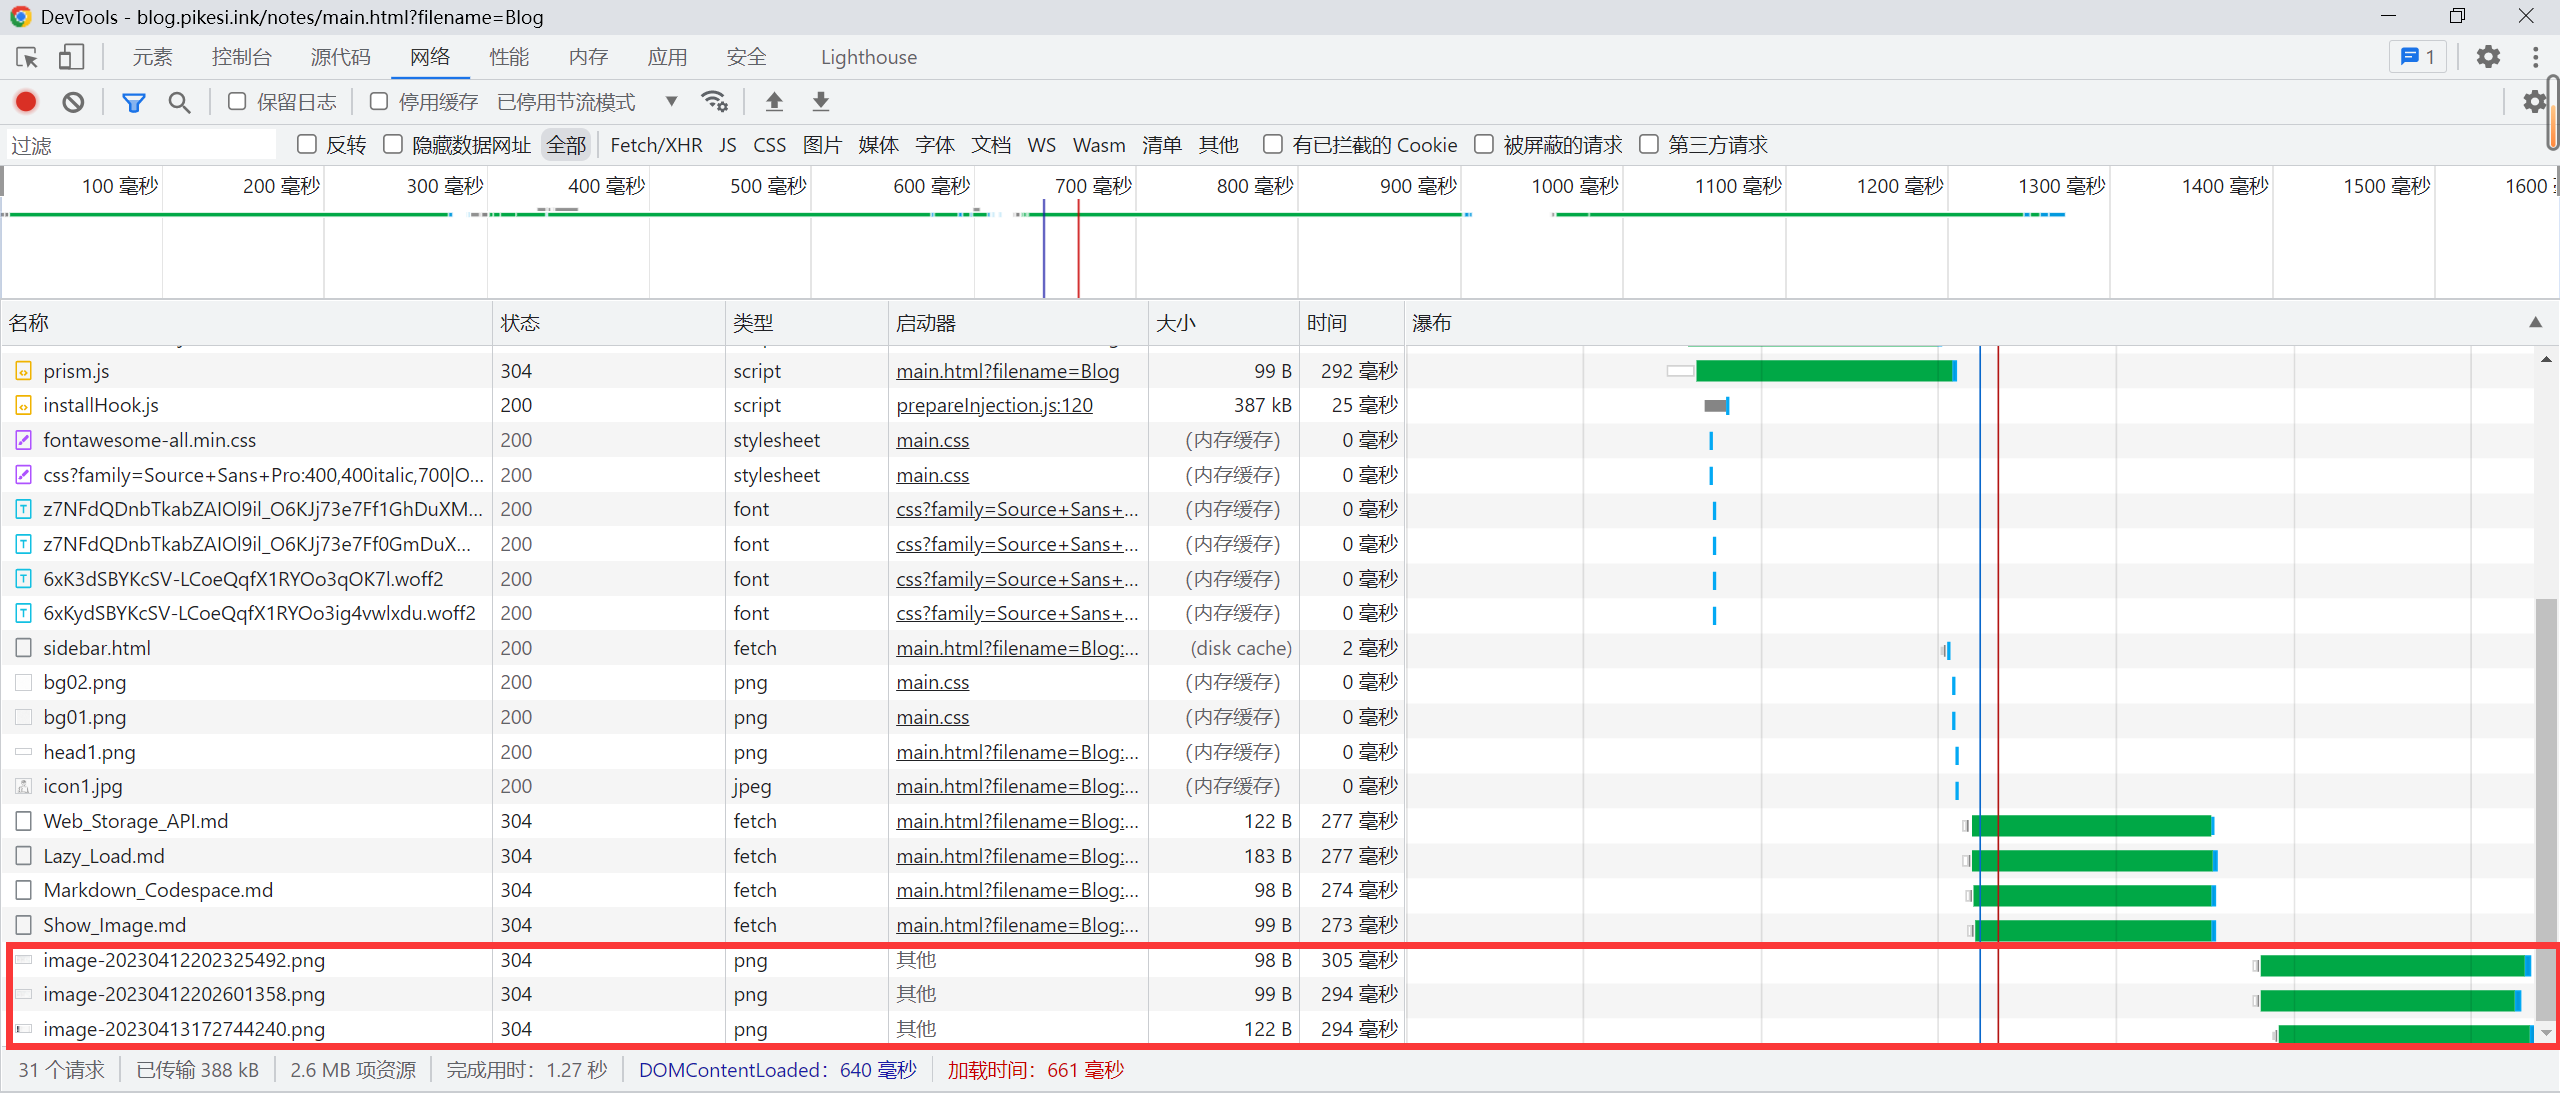 DevTools - blog.pikesi.ink/notes/main.html?filename=Blog
元素 控制台 源代码 网络 性能 内存 应用 安全 Lighthouse 1
保留日志 停用缓存 已停用节流模式
过滤 反转 隐藏数据网址 全部 Fetch/XHR JS CSS 图片 媒体 字体 文档 WS Wasm 清单 其他 有已拦截的 Cookie 被屏蔽的请求 第三方请求
100 毫秒 200 毫秒 300 毫秒 400 毫秒 500 毫秒 600 毫秒 700 毫秒 800 毫秒 900 毫秒 1000 毫秒 1100 毫秒 1200 毫秒 1300 毫秒 1400 毫秒 1500 毫秒 1600
名称 状态 类型 启动器 大小 时间 瀑布
prism.js 304 script main.html?filename=Blog 99 B 292 毫秒
installHook.js 200 script prepareInjection.js:120 387 kB 25 毫秒
fontawesome-all.min.css 200 stylesheet main.css (内存缓存) 0 毫秒
css?family=Source+Sans+Pro:400,400italic,700|O... 200 stylesheet main.css (内存缓存) 0 毫秒
z7NFdQDnbTkabZAIOl9il_O6KJj73e7Ff1GhDuXM... 200 font css?family=Source+Sans+... (内存缓存) 0 毫秒
z7NFdQDnbTkabZAIOl9il_O6KJj73e7Ff0GmDuX... 200 font css?family=Source+Sans+... (内存缓存) 0 毫秒
6xK3dSBYKcSV-LCoeQqfX1RYOo3qOK7l.woff2 200 font css?family=Source+Sans+... (内存缓存) 0 毫秒
6xKydSBYKcSV-LCoeQqfX1RYOo3ig4vwlxdu.woff2 200 font css?family=Source+Sans+... (内存缓存) 0 毫秒
sidebar.html 200 fetch main.html?filename=Blog:... (disk cache) 2 毫秒
bg02.png 200 png main.css (内存缓存) 0 毫秒
bg01.png 200 png main.css (内存缓存) 0 毫秒
head1.png 200 png main.html?filename=Blog:... (内存缓存) 0 毫秒
icon1.jpg 200 jpeg main.html?filename=Blog:... (内存缓存) 0 毫秒
Web_Storage_API.md 304 fetch main.html?filename=Blog:... 122 B 277 毫秒
Lazy_Load.md 304 fetch main.html?filename=Blog:... 183 B 277 毫秒
Markdown_Codespace.md 304 fetch main.html?filename=Blog:... 98 B 274 毫秒
Show_Image.md 304 fetch main.html?filename=Blog:... 99 B 273 毫秒
image-20230412202325492.png 304 png 其他 98 B 305 毫秒
image-20230412202601358.png 304 png 其他 99 B 294 毫秒
image-20230413172744240.png 304 png 其他 122 B 294 毫秒
31 个请求 已传输 388 kB 2.6 MB 项资源 完成用时：1.27 秒 DOMContentLoaded：640 毫秒 加载时间：661 毫秒